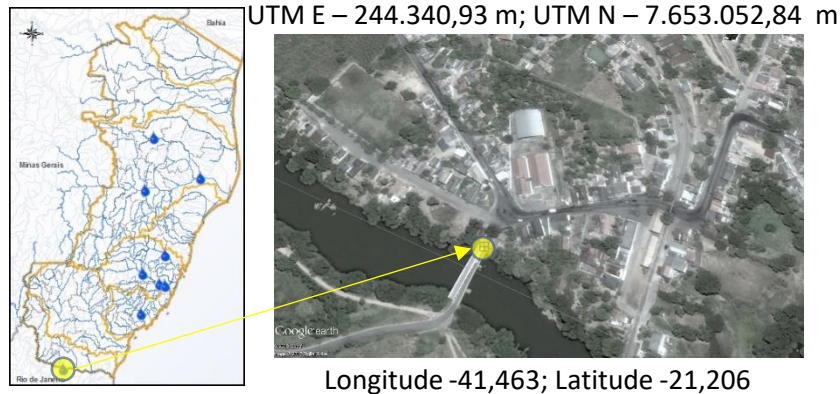 UTM E – 244.340,93 m; UTM N – 7.653.052,84 m
Bahia
Minas Gerais
Rio de Janeiro
Google earth
Longitude -41,463; Latitude -21,206